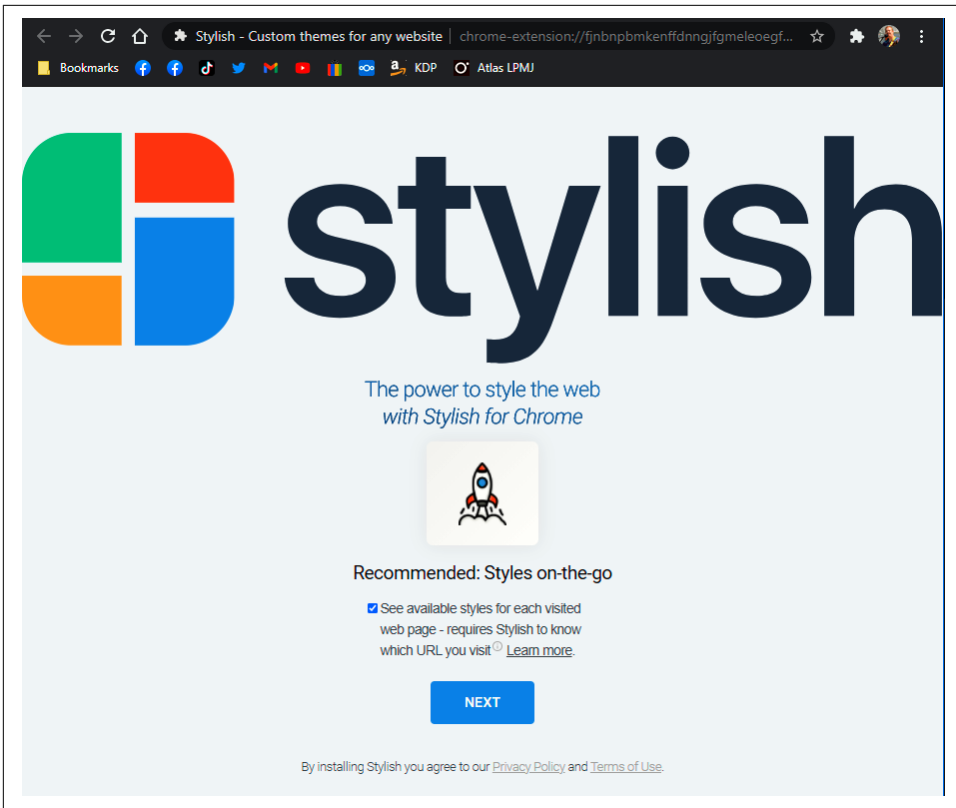 Stylish - Custom themes for any website | chrome-extension://fjnbnpbmkenffdnngjfgmeleoegf...
Bookmarks KDP Atlas LPMJ
stylish
The power to style the web
with Stylish for Chrome
Recommended: Styles on-the-go
See available styles for each visited
web page - requires Stylish to know
which URL you visit Learn more.
NEXT
By installing Stylish you agree to our Privacy Policy and Terms of Use.